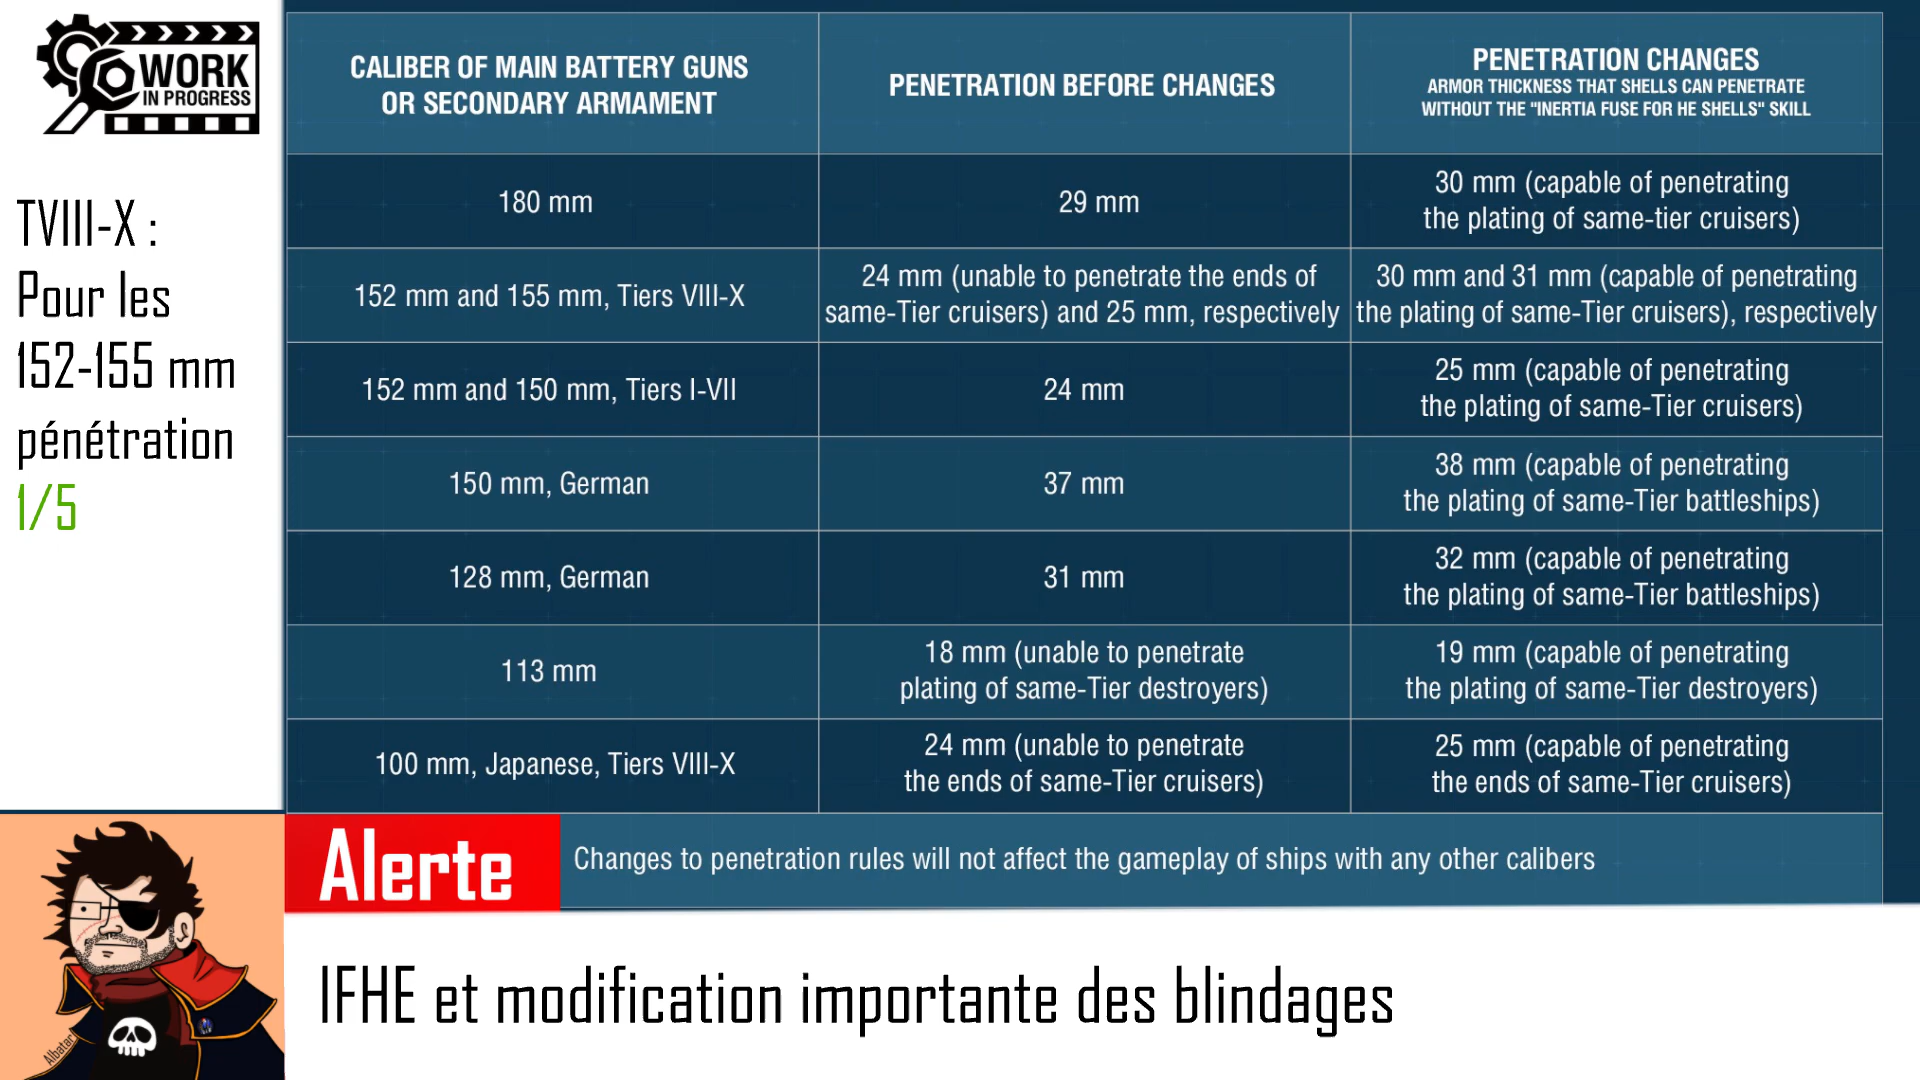 WORK
IN PROGRESS
TVIII-X :
Pour les
152-155 mm
pénétration
1/5
CALIBER OF MAIN BATTERY GUNS
OR SECONDARY ARMAMENT
PENETRATION BEFORE CHANGES
PENETRATION CHANGES
ARMOR THICKNESS THAT SHELLS CAN PENETRATE
WITHOUT THE "INERTIA FUSE FOR HE SHELLS" SKILL
180 mm
29 mm
30 mm (capable of penetrating
the plating of same-tier cruisers)
152 mm and 155 mm, Tiers VIII-X
24 mm (unable to penetrate the ends of
same-Tier cruisers) and 25 mm, respectively
30 mm and 31 mm (capable of penetrating
the plating of same-Tier cruisers), respectively
152 mm and 150 mm, Tiers I-VII
24 mm
25 mm (capable of penetrating
the plating of same-Tier cruisers)
150 mm, German
37 mm
38 mm (capable of penetrating
the plating of same-Tier battleships)
128 mm, German
31 mm
32 mm (capable of penetrating
the plating of same-Tier battleships)
113 mm
18 mm (unable to penetrate
plating of same-Tier destroyers)
19 mm (capable of penetrating
the plating of same-Tier destroyers)
100 mm, Japanese, Tiers VIII-X
24 mm (unable to penetrate
the ends of same-Tier cruisers)
25 mm (capable of penetrating
the ends of same-Tier cruisers)
Alerte
Changes to penetration rules will not affect the gameplay of ships with any other calibers
IFHE et modification importante des blindages
Albatar